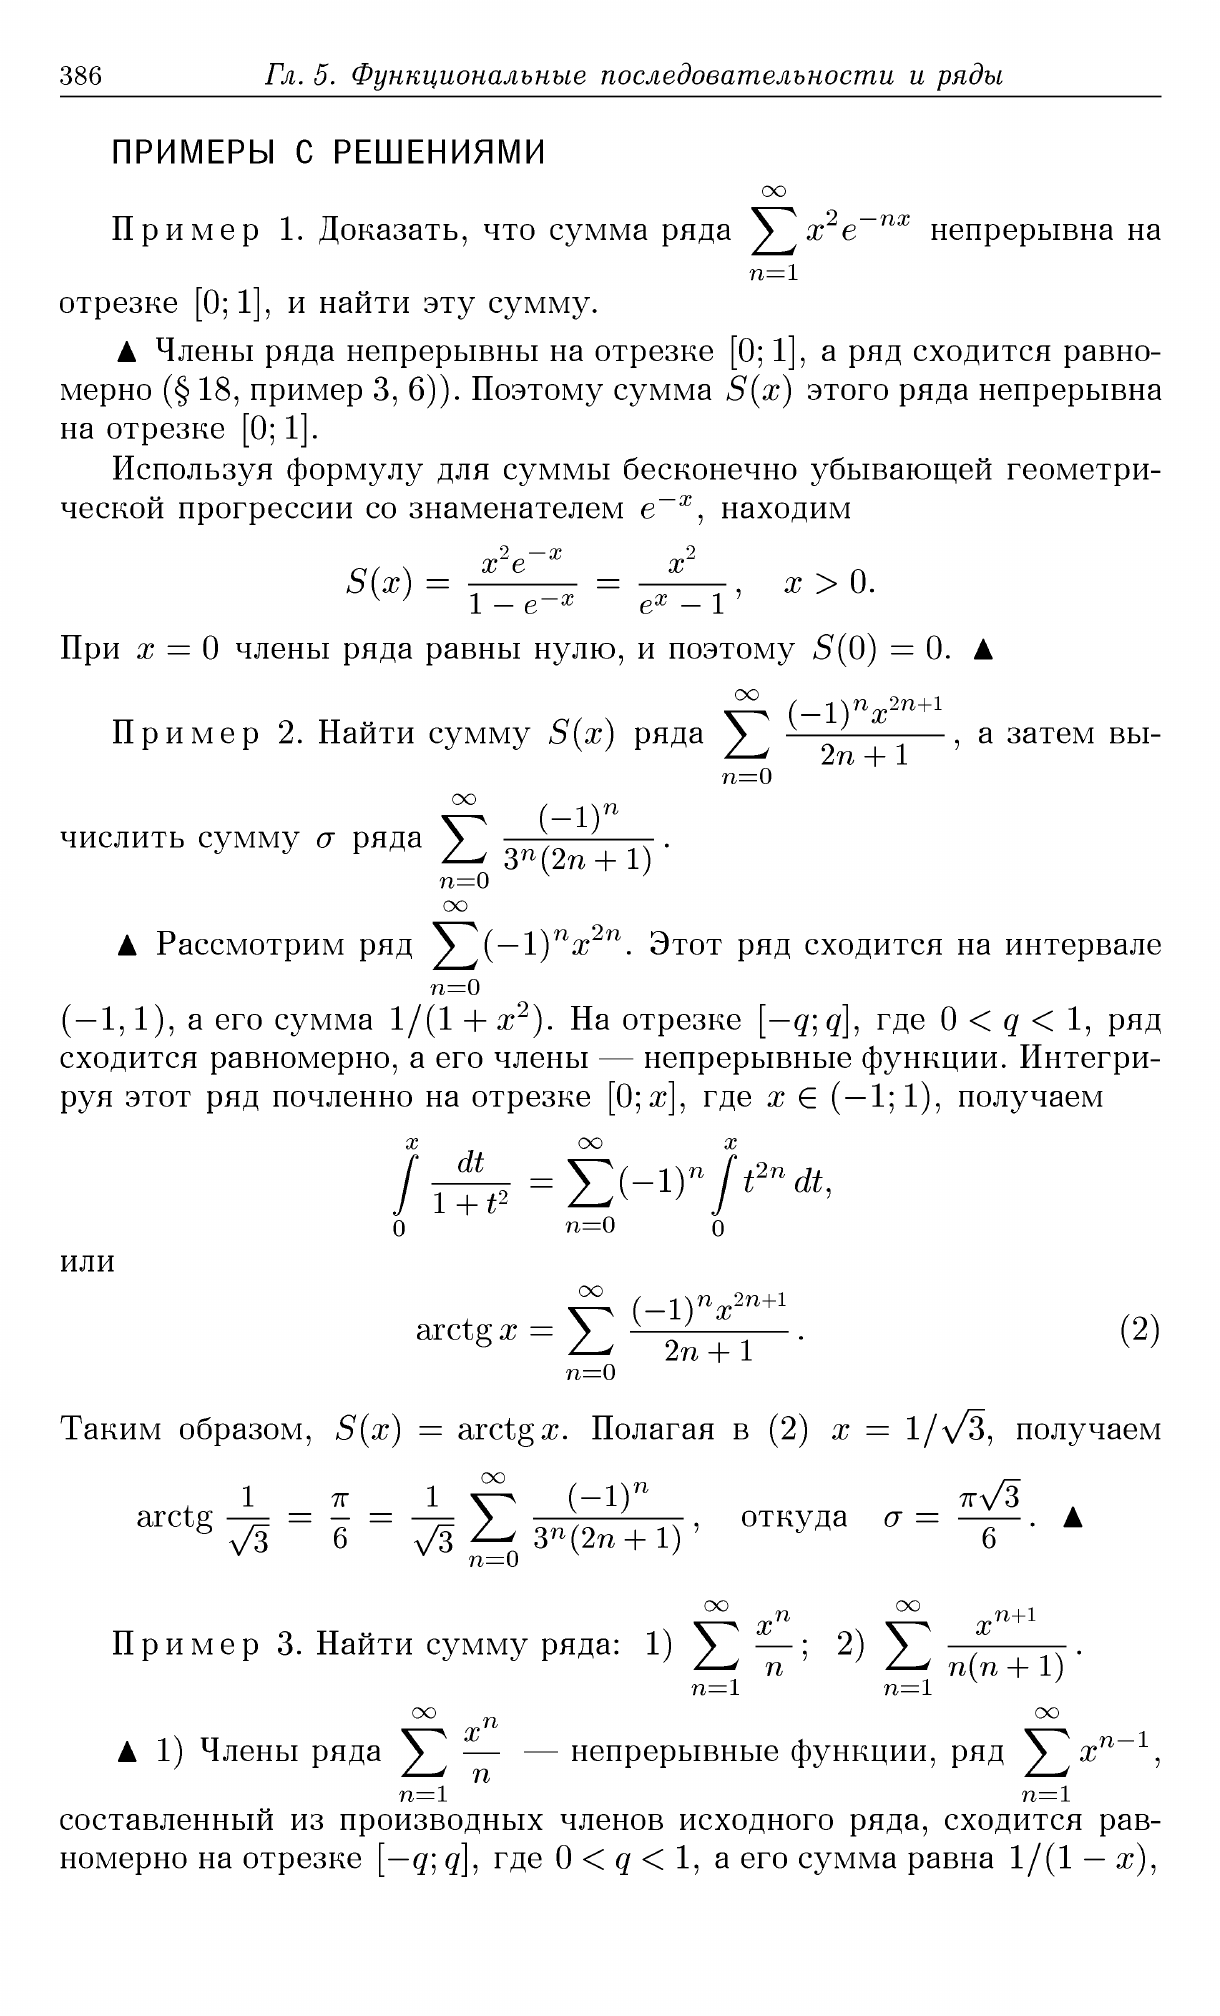 386 Гл. 5. Функциональные последовательности и ряды
ПРИМЕРЫ С РЕШЕНИЯМИ
Пример 1. Доказать, что сумма ряда $\sum_{n=1}^{\infty} x^2 e^{-nx}$ непрерывна на
отрезке [0; 1], и найти эту сумму.
▲ Члены ряда непрерывны на отрезке [0; 1], а ряд сходится равно-
мерно (§ 18, пример 3, 6)). Поэтому сумма S(x) этого ряда непрерывна
на отрезке [0; 1].
Используя формулу для суммы бесконечно убывающей геометри-
ческой прогрессии со знаменателем $e^{-x}$, находим
$S(x) = \frac{x^2 e^{-x}}{1 - e^{-x}} = \frac{x^2}{e^x - 1}, \quad x > 0.$
При x = 0 члены ряда равны нулю, и поэтому S(0) = 0. ▲
Пример 2. Найти сумму S(x) ряда $\sum_{n=0}^{\infty} \frac{(-1)^n x^{2n+1}}{2n+1}$, а затем вы-
числить сумму σ ряда $\sum_{n=0}^{\infty} \frac{(-1)^n}{3^n(2n+1)}$.
▲ Рассмотрим ряд $\sum_{n=0}^{\infty} (-1)^n x^{2n}$. Этот ряд сходится на интервале
(−1, 1), а его сумма $1/(1 + x^2)$. На отрезке [−q; q], где 0 < q < 1, ряд
сходится равномерно, а его члены — непрерывные функции. Интегри-
руя этот ряд почленно на отрезке [0; x], где x ∈ (−1; 1), получаем
$\int_0^x \frac{dt}{1+t^2} = \sum_{n=0}^{\infty} (-1)^n \int_0^x t^{2n}\, dt,$
или
$\operatorname{arctg} x = \sum_{n=0}^{\infty} \frac{(-1)^n x^{2n+1}}{2n+1}.$ (2)
Таким образом, S(x) = arctg x. Полагая в (2) $x = 1/\sqrt{3}$, получаем
$\operatorname{arctg} \frac{1}{\sqrt{3}} = \frac{\pi}{6} = \frac{1}{\sqrt{3}} \sum_{n=0}^{\infty} \frac{(-1)^n}{3^n(2n+1)},$ откуда $\sigma = \frac{\pi\sqrt{3}}{6}$. ▲
Пример 3. Найти сумму ряда: 1) $\sum_{n=1}^{\infty} \frac{x^n}{n}$; 2) $\sum_{n=1}^{\infty} \frac{x^{n+1}}{n(n+1)}$.
▲ 1) Члены ряда $\sum_{n=1}^{\infty} \frac{x^n}{n}$ — непрерывные функции, ряд $\sum_{n=1}^{\infty} x^{n-1}$,
составленный из производных членов исходного ряда, сходится рав-
номерно на отрезке [−q; q], где 0 < q < 1, а его сумма равна 1/(1 − x),